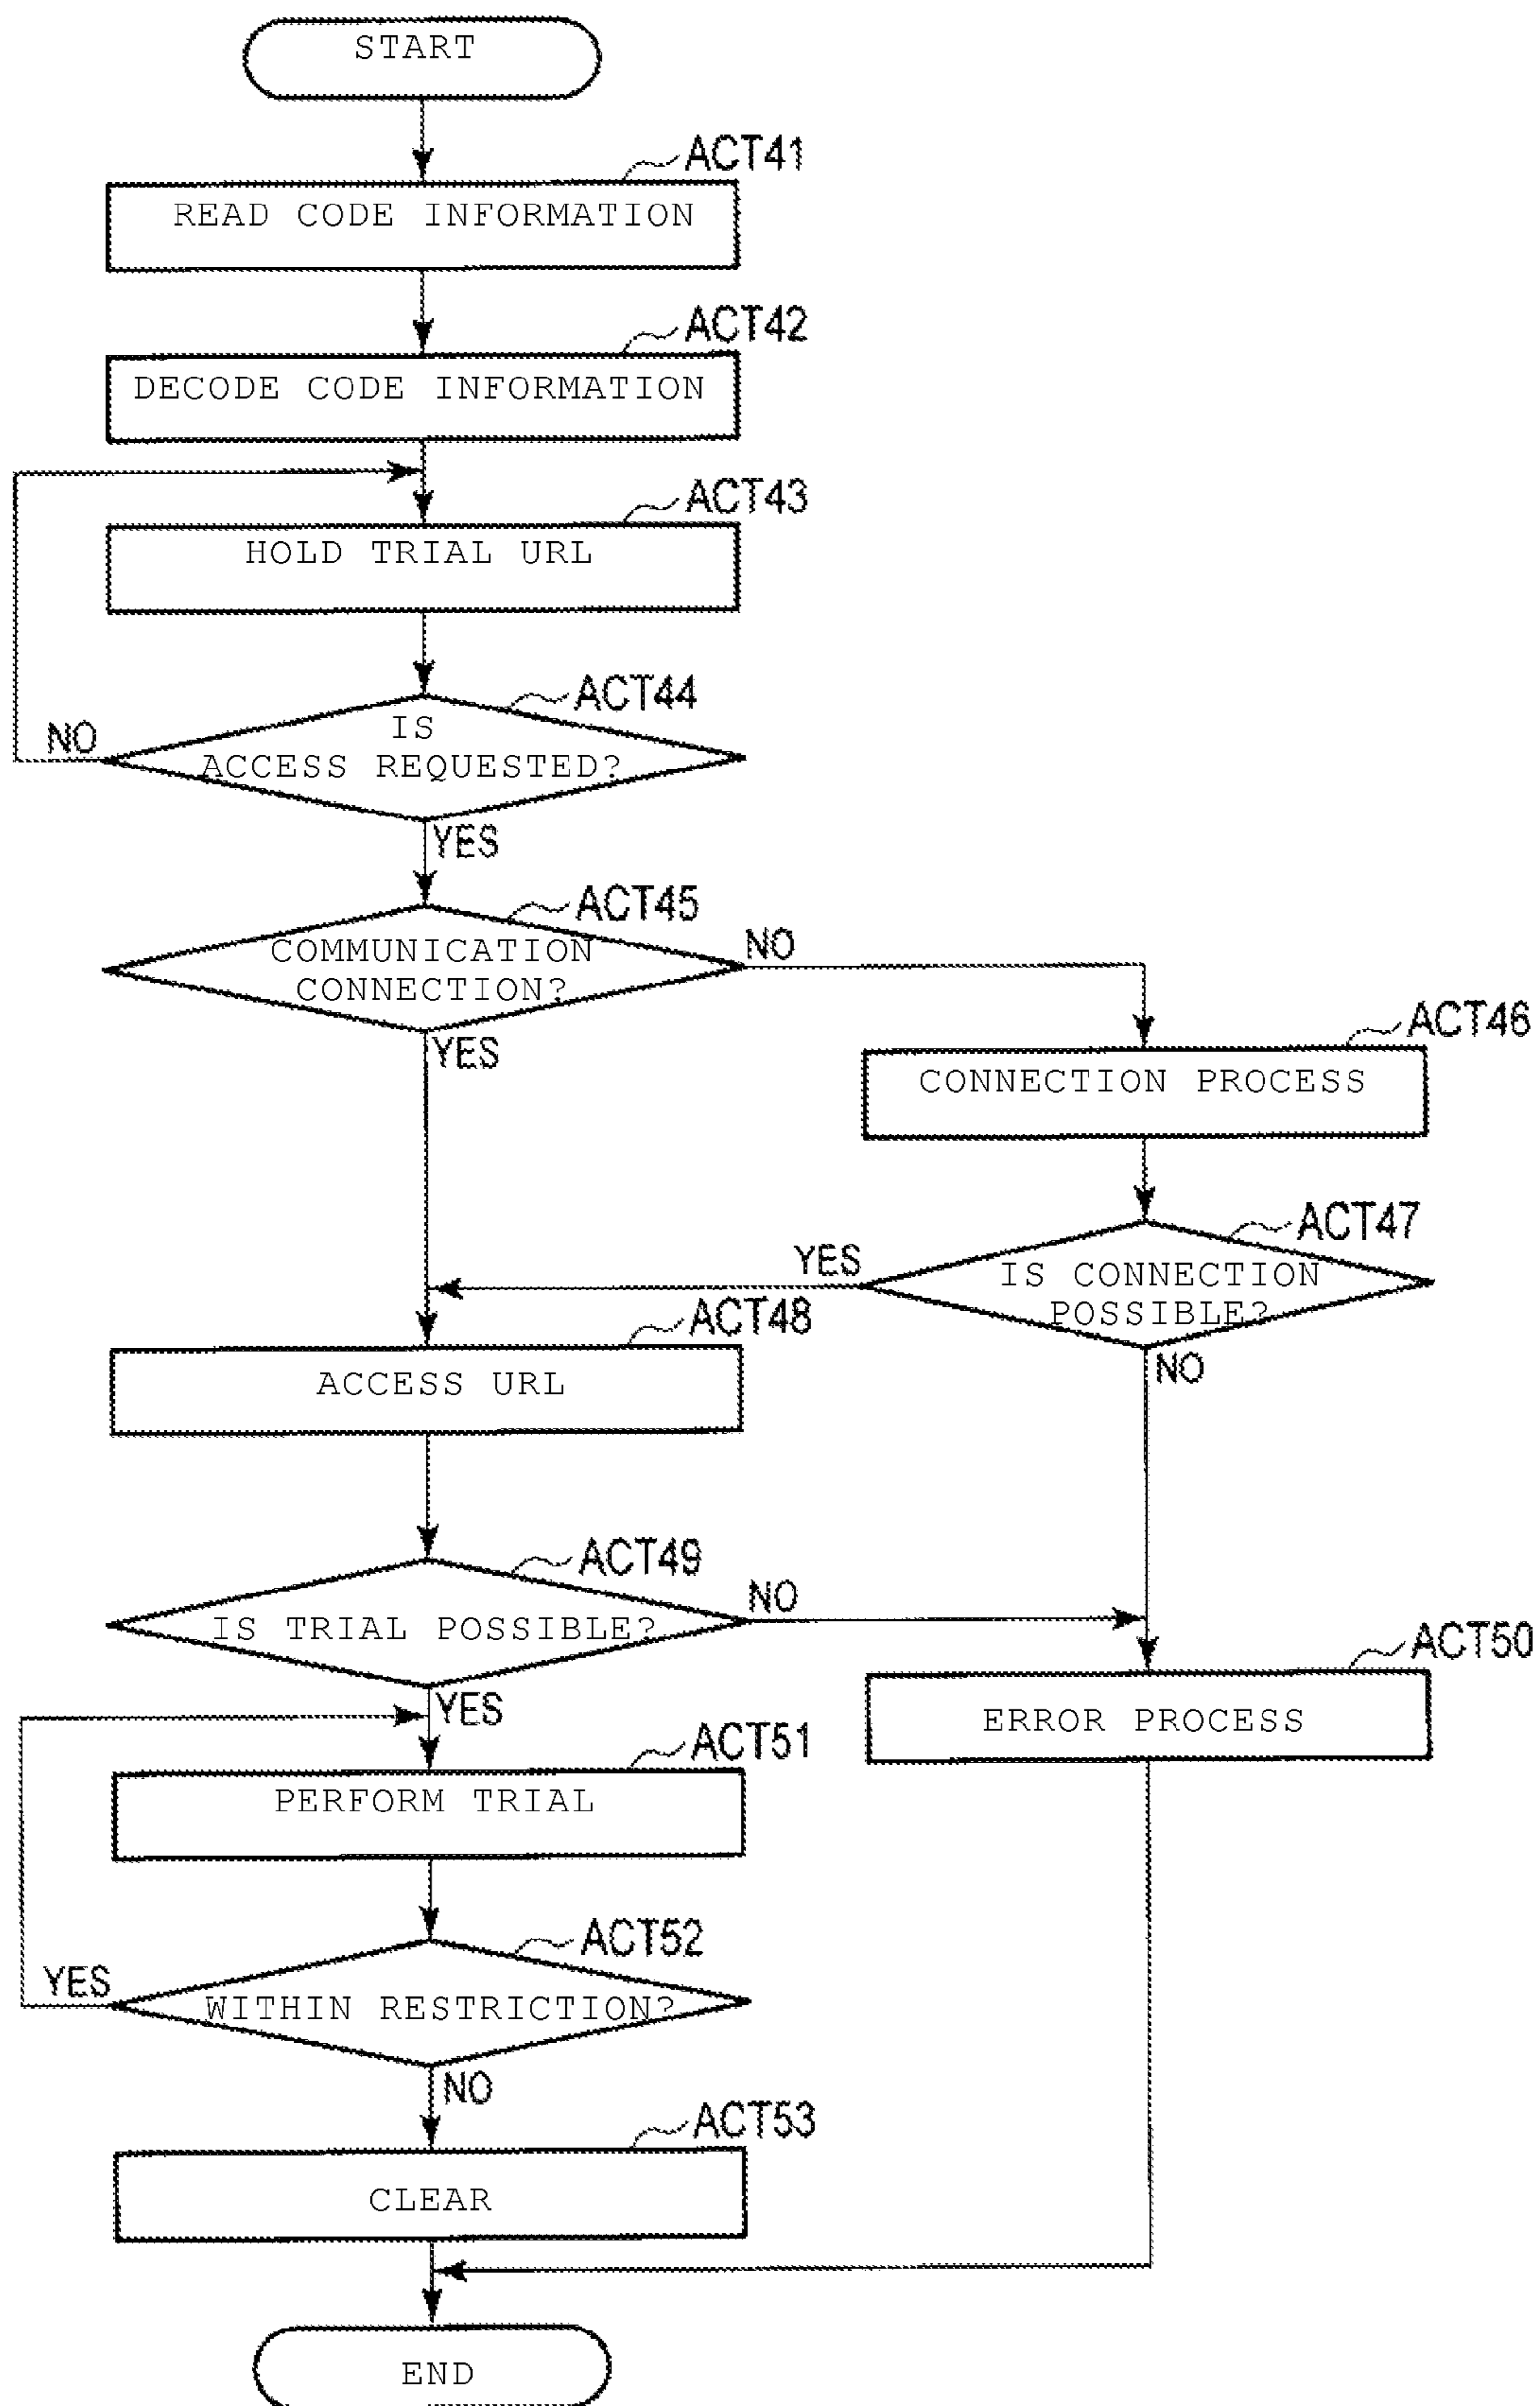 START
ACT41
READ CODE INFORMATION
ACT42
DECODE CODE INFORMATION
ACT43
HOLD TRIAL URL
ACT44
IS
ACCESS REQUESTED?
NO
YES
ACT45
COMMUNICATION
CONNECTION?
NO
YES
ACT46
CONNECTION PROCESS
ACT47
IS CONNECTION
POSSIBLE?
YES
NO
ACT48
ACCESS URL
ACT49
IS TRIAL POSSIBLE?
NO
YES
ACT50
ERROR PROCESS
ACT51
PERFORM TRIAL
ACT52
WITHIN RESTRICTION?
YES
NO
ACT53
CLEAR
END